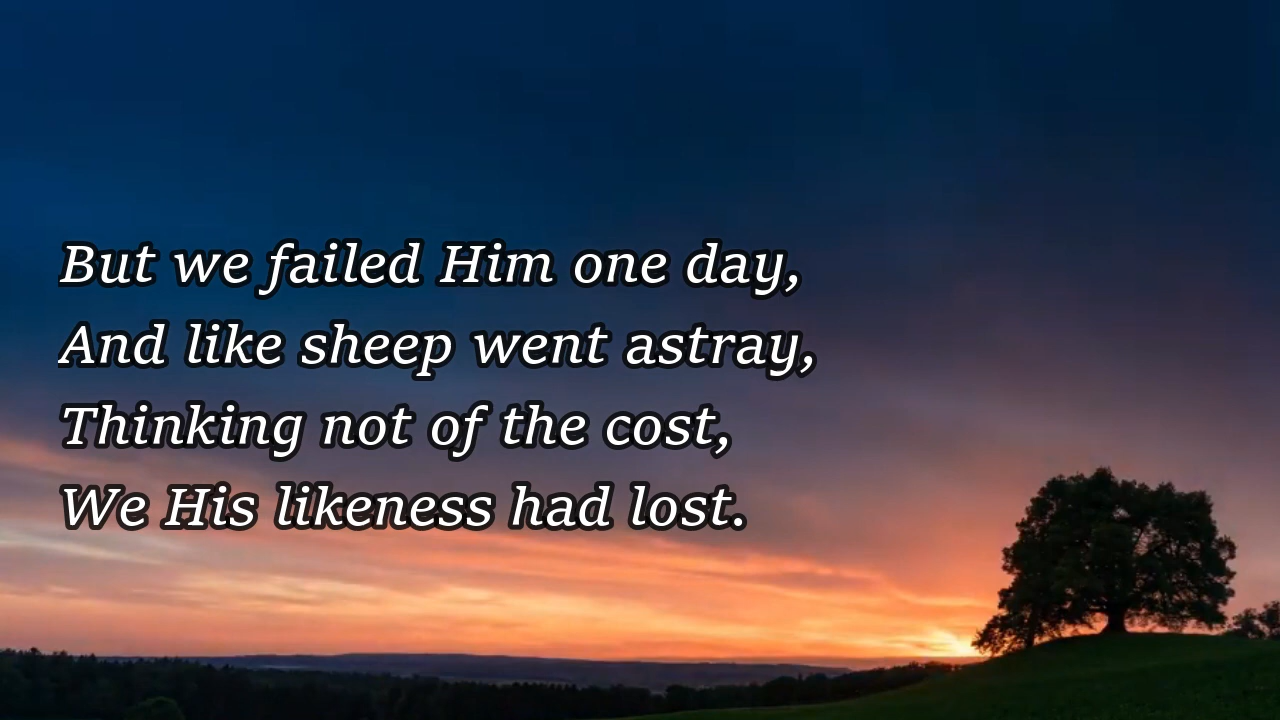 But we failed Him one day,
And like sheep went astray,
Thinking not of the cost,
We His likeness had lost.